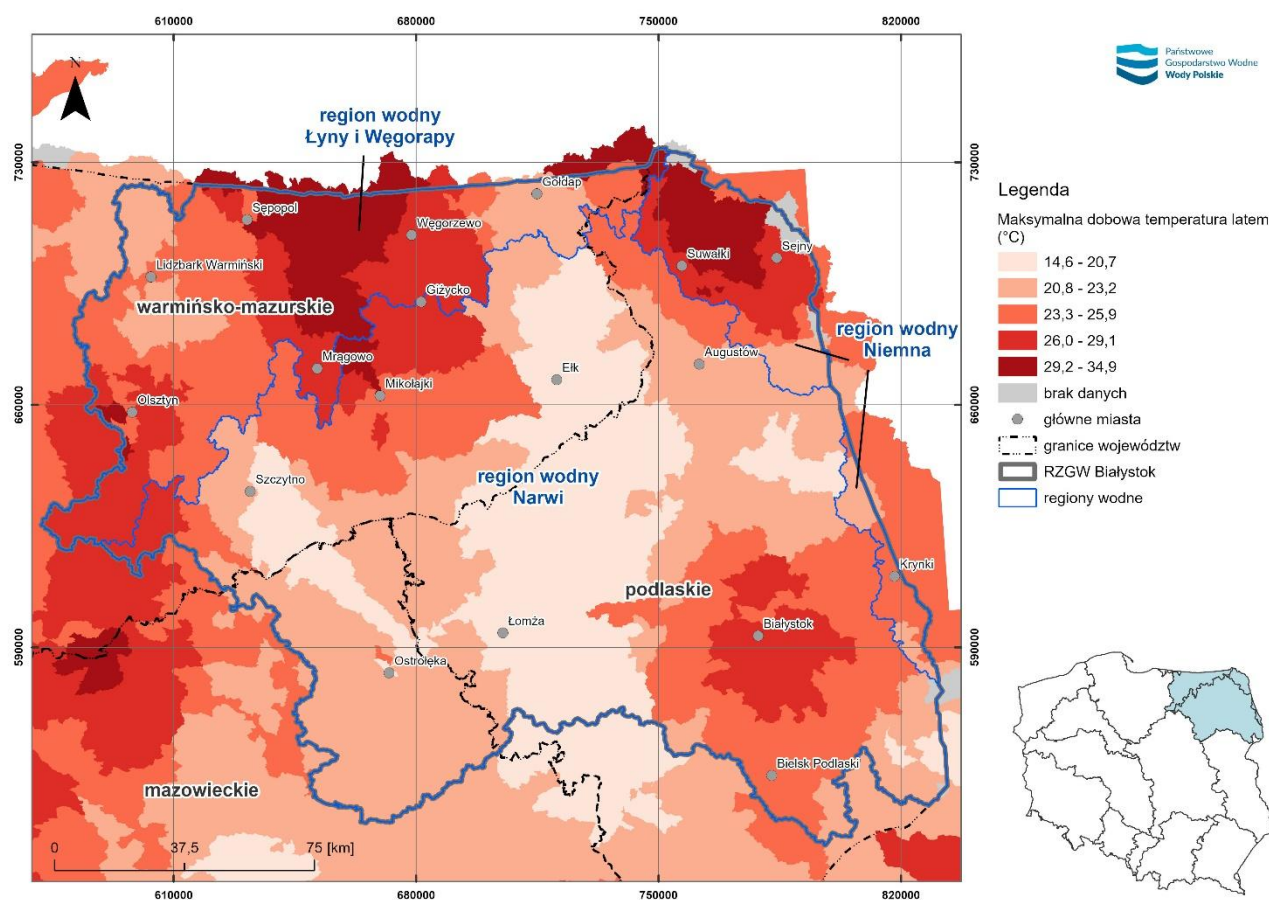 610000
680000
750000
820000
N
region wodny
Łyny i Węgorapy
730000
730000
Gołdap
Sępopol
Węgorzewo
Lidzbark Warmiński
Suwałki
Sejny
warmińsko-mazurskie
Giżycko
region wodny
Niemna
Mrągowo
Ełk
Augustów
Mikołajki
660000
Olsztyn
660000
region wodny
Narwi
Szczytno
Krynki
podlaskie
Łomża
Białystok
590000
590000
Ostrołęka
Bielsk Podlaski
mazowieckie
0
37,5
75 [km]
610000
680000
750000
820000
Państwowe
Gospodarstwo Wodne
Wody Polskie
Legenda
Maksymalna dobowa temperatura latem
(°C)
14,6 - 20,7
20,8 - 23,2
23,3 - 25,9
26,0 - 29,1
29,2 - 34,9
brak danych
główne miasta
granice województw
RZGW Białystok
regiony wodne